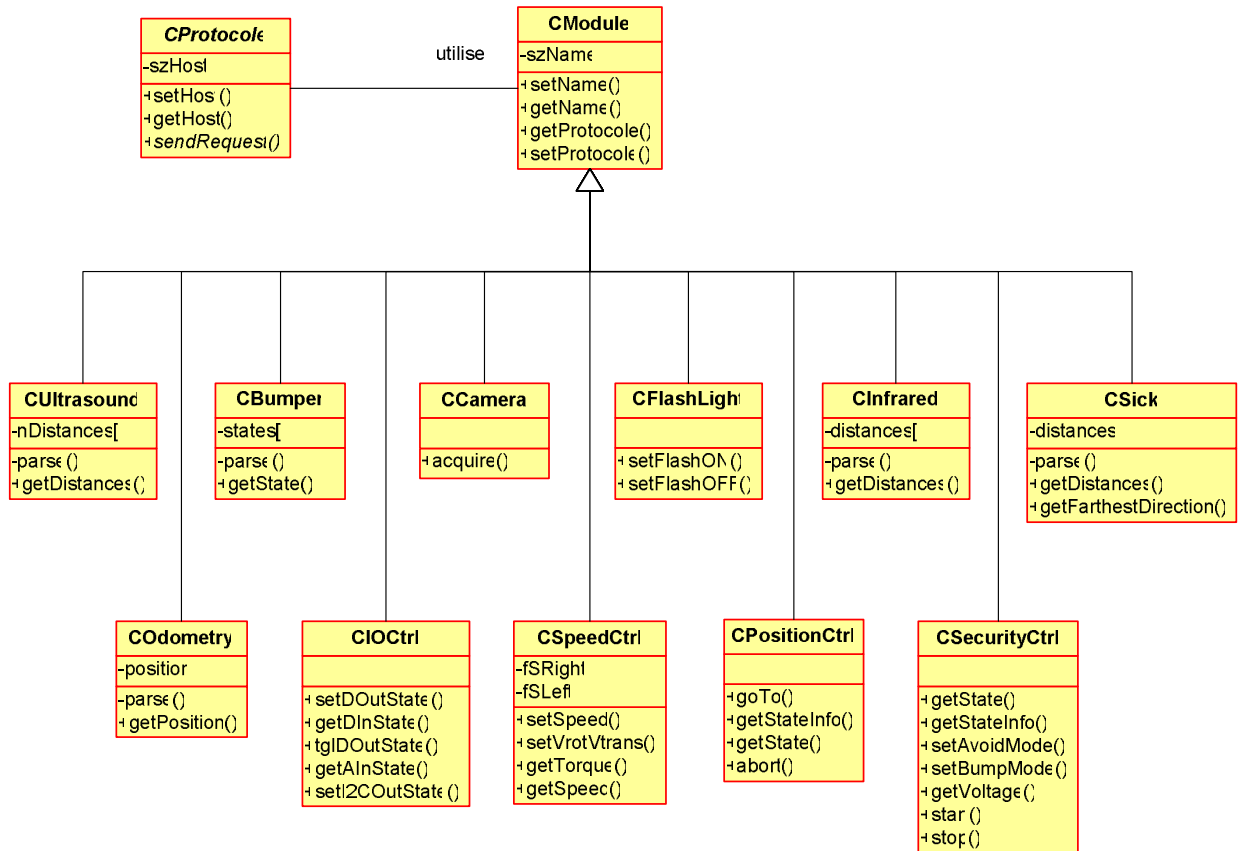 CProtocole
-szHost
+setHost()
+getHost()
+sendRequest()
utilise
CModule
-szName
+setName()
+getName()
+getProtocole()
+setProtocole()
CUltrasound
-nDistances[
-parse()
+getDistances()
CBumper
-states[
-parse()
+getState()
CCamera
+acquire()
CFlashLight
+setFlashON()
+setFlashOFF()
CInfrared
-distances[
-parse()
+getDistances()
CSick
-distances
-parse()
+getDistances()
+getFarthestDirection()
COdometry
-position
-parse()
+getPosition()
CIOCtrl
+setDOutState()
+getDInState()
+tglDOutState()
+getAInState()
+setI2COutState()
CSpeedCtrl
-fSRight
-fSLeft
+setSpeed()
+setVrotVtrans()
+getTorque()
+getSpeed()
CPositionCtrl
+goTo()
+getStateInfo()
+getState()
+abort()
CSecurityCtrl
+getState()
+getStateInfo()
+setAvoidMode()
+setBumpMode()
+getVoltage()
+start()
+stop()